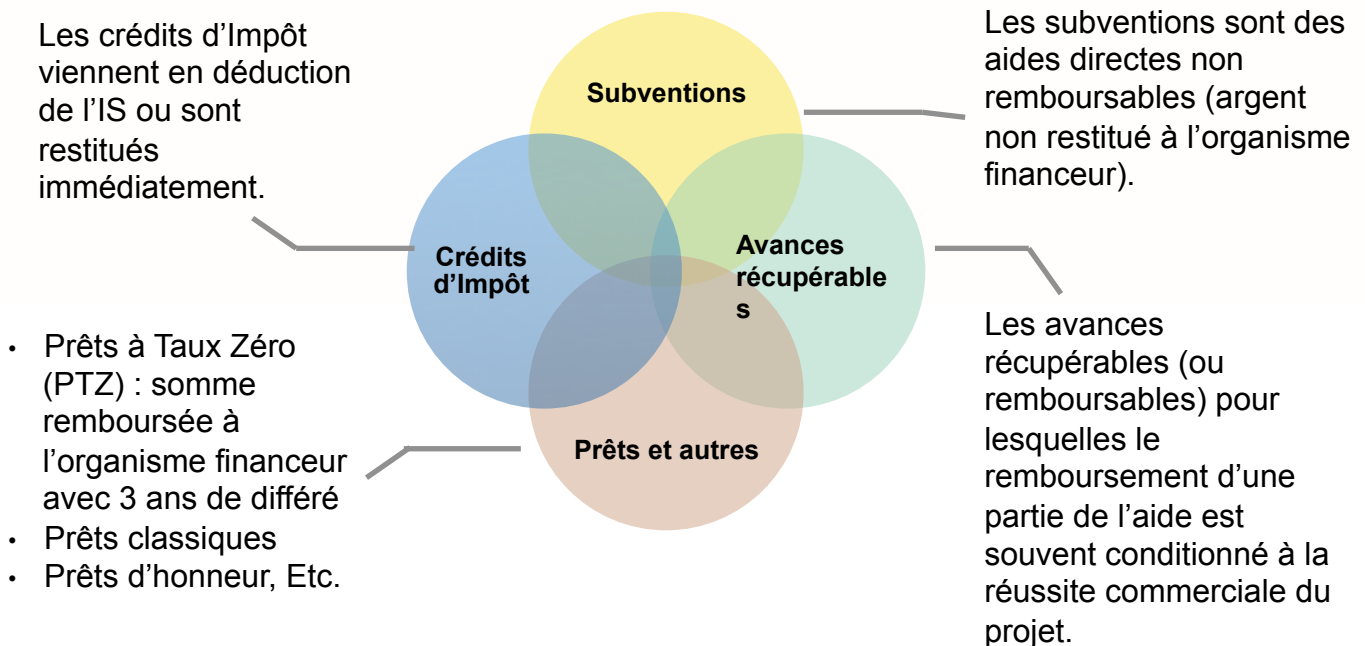 Les crédits d’Impôt
viennent en déduction
de l’IS ou sont
restitués
immédiatement.
Subventions
Les subventions sont des
aides directes non
remboursables (argent
non restitué à l’organisme
financeur).
Crédits
d’Impôt
Avances
récupérable
s
• Prêts à Taux Zéro
(PTZ) : somme
remboursée à
l’organisme financeur
avec 3 ans de différé
• Prêts classiques
• Prêts d’honneur, Etc.
Prêts et autres
Les avances
récupérables (ou
remboursables) pour
lesquelles le
remboursement d’une
partie de l’aide est
souvent conditionné à la
réussite commerciale du
projet.